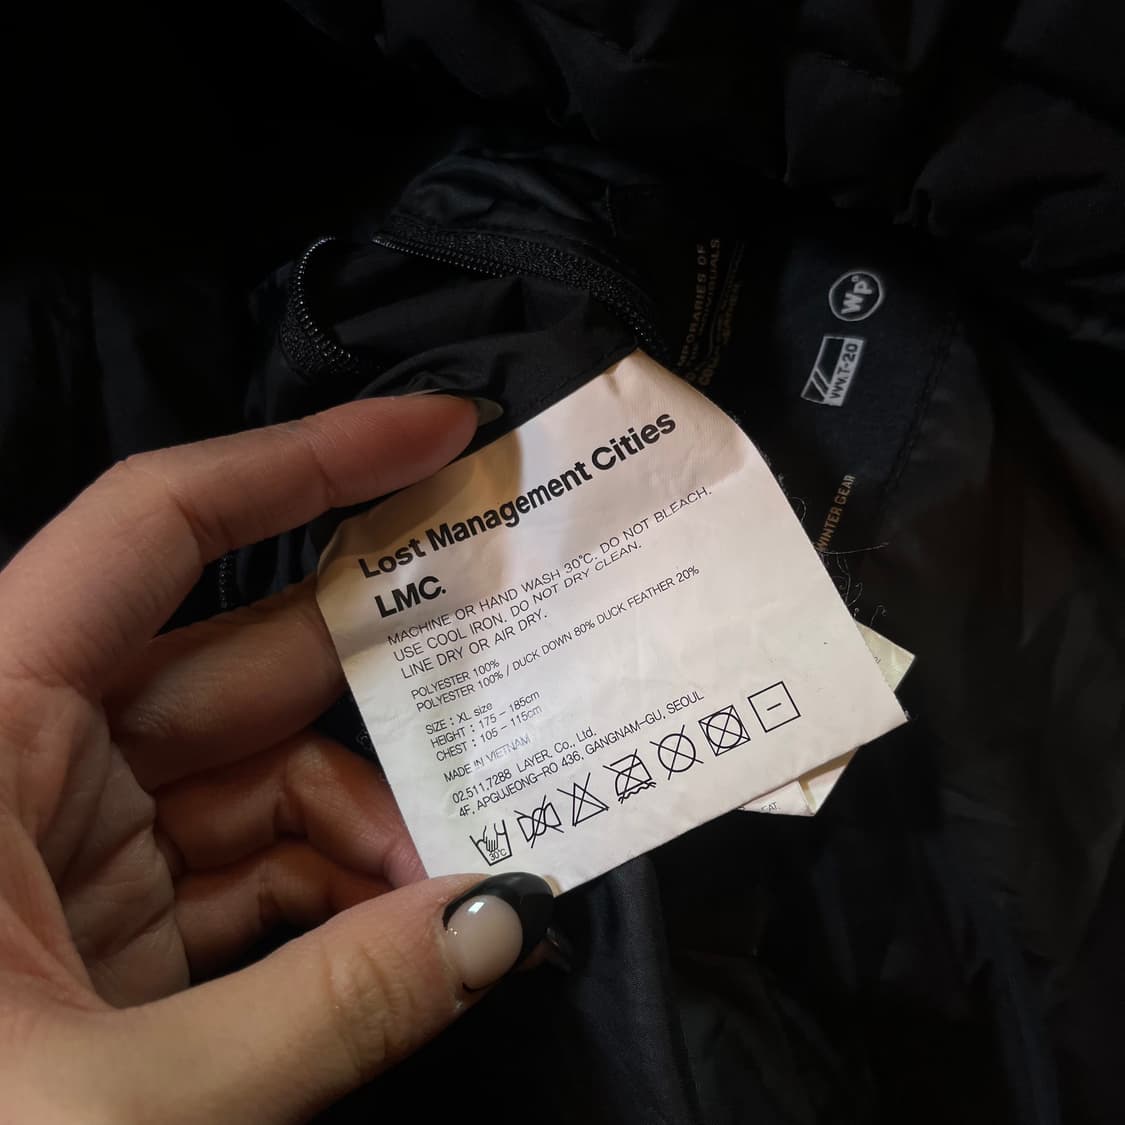 Lost Management Cities
LMC.
MACHINE OR HAND WASH 30°C. DO NOT BLEACH.
USE COOL IRON. DO NOT DRY CLEAN.
LINE DRY OR AIR DRY.
POLYESTER 100%
POLYESTER 100% / DUCK DOWN 80% DUCK FEATHER 20%
SIZE : XL size
HEIGHT : 175 – 185cm
CHEST : 105 – 115cm
MADE IN VIETNAM
02.511.7288 LAYER. Co., Ltd.
4F, APGUJEONG-RO 436, GANGNAM-GU, SEOUL
30°C
Wp°
VVV.T-20
WINTER GEAR